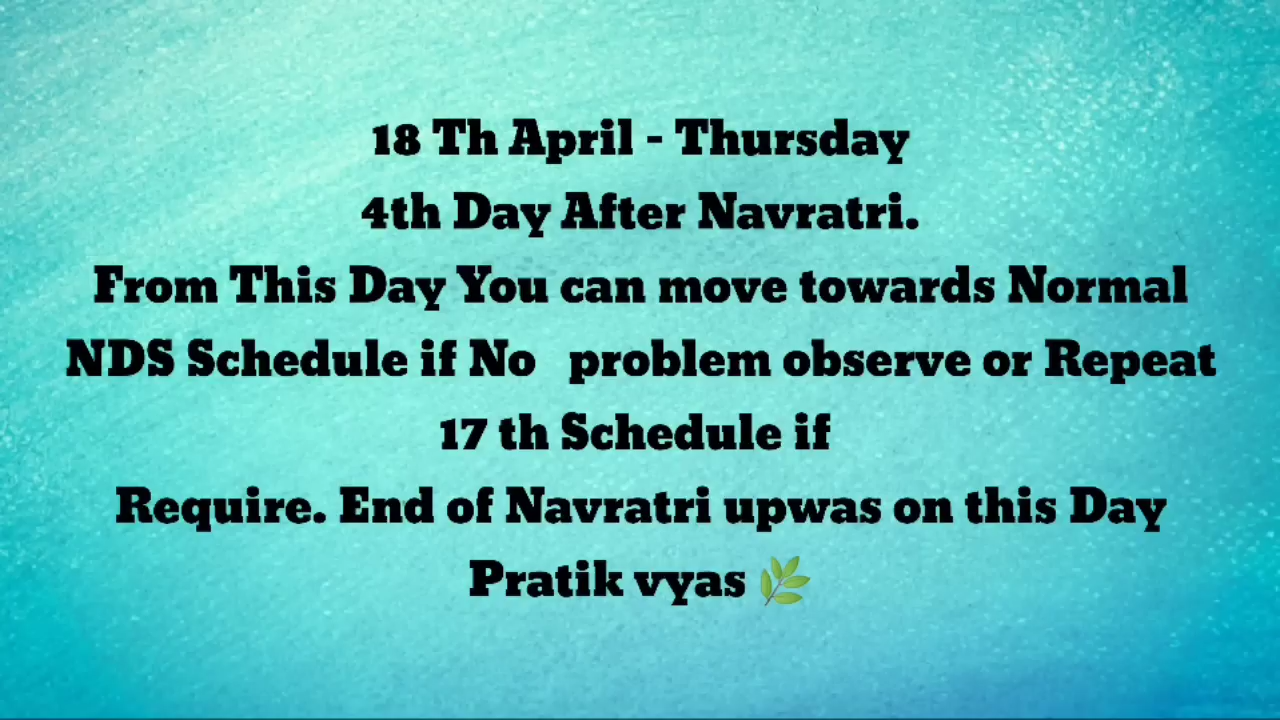 18 Th April - Thursday
4th Day After Navratri.
From This Day You can move towards Normal
NDS Schedule if No problem observe or Repeat
17 th Schedule if
Require. End of Navratri upwas on this Day
Pratik vyas 🌿